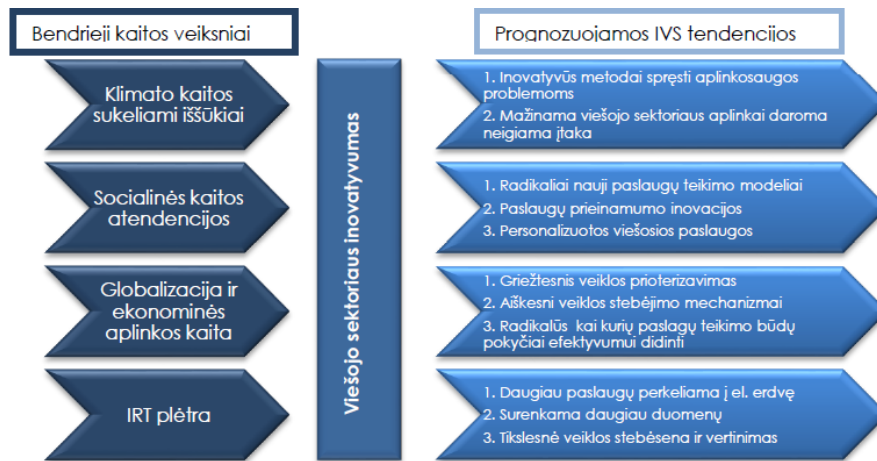 Bendrieji kaitos veiksniai
Prognozuojamos IVS tendencijos
Klimato kaitos
sukeliami iššūkiai
Socialinės kaitos
atendencijos
Globalizacija ir
ekonominės
aplinkos kaita
IRT plėtra
Viešojo sektoriaus inovatyvumas
1. Inovatyvūs metodai spręsti aplinkosaugos
problemoms
2. Mažinama viešojo sektoriaus aplinkai daroma
neigiama įtaka
1. Radikaliai nauji paslaugų teikimo modeliai
2. Paslaugų prieinamumo inovacijos
3. Personalizuotos viešosios paslaugos
1. Griežtesnis veiklos prioterizavimas
2. Aiškesni veiklos stebėjimo mechanizmai
3. Radikalūs kai kurių paslagų teikimo būdų
pokyčiai efektyvumui didinti
1. Daugiau paslaugų perkeliama į el. erdvę
2. Surenkama daugiau duomenų
3. Tikslesnė veiklos stebėsena ir vertinimas